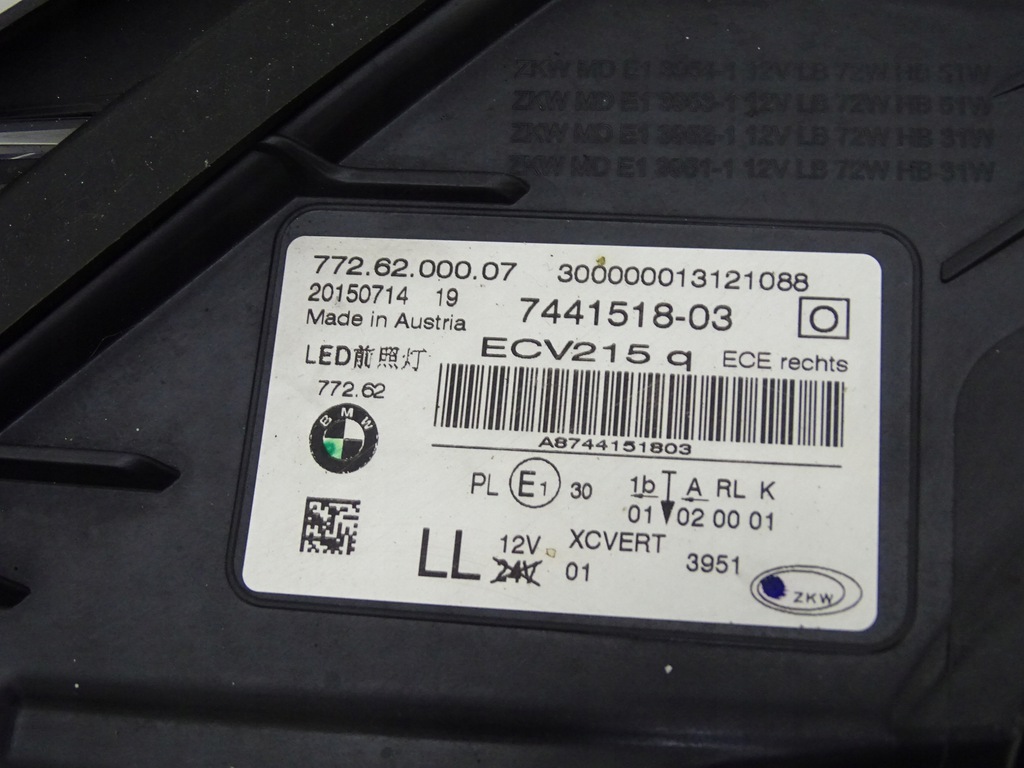 ZKW MD E1 3954-1 12V LB 72W HB 51W
ZKW MD E1 3953-1 12V LB 72W HB 51W
ZKW MD E1 3952-1 12V LB 72W HB 31W
ZKW MD E1 3951-1 12V LB 72W HB 31W
772.62.000.07 300000013121088
20150714 19 7441518-03 O
Made in Austria
LED前照灯 ECV215 q ECE rechts
772.62
BMW
A8744151803
PL E1 30 1b A RL K
01 02 00 01
LL 12V XCVERT 3951
24V 01
ZKW